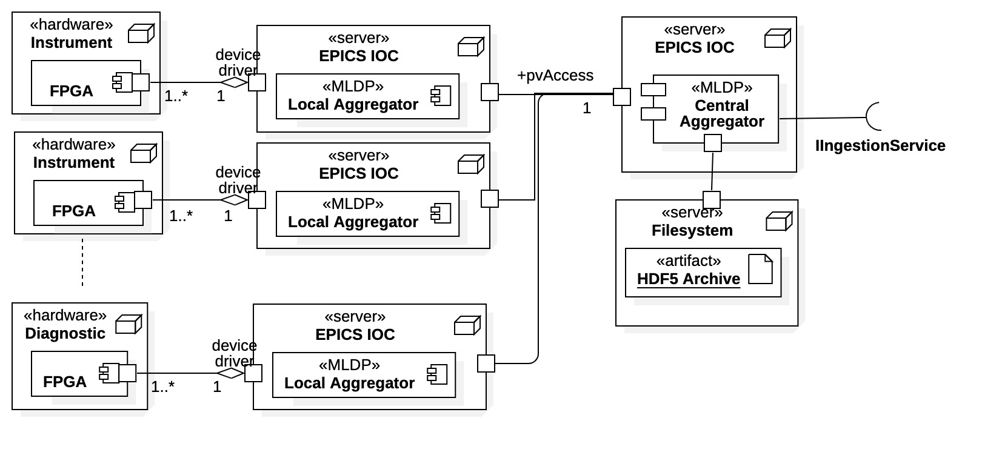 «hardware»
Instrument
FPGA
1..*
1
device
driver
«server»
EPICS IOC
«MLDP»
Local Aggregator
«hardware»
Instrument
FPGA
1..*
1
device
driver
«server»
EPICS IOC
«MLDP»
Local Aggregator
«hardware»
Diagnostic
FPGA
1..*
1
device
driver
«server»
EPICS IOC
«MLDP»
Local Aggregator
+pvAccess
1
«server»
EPICS IOC
«MLDP»
Central
Aggregator
IIngestionService
«server»
Filesystem
«artifact»
HDF5 Archive